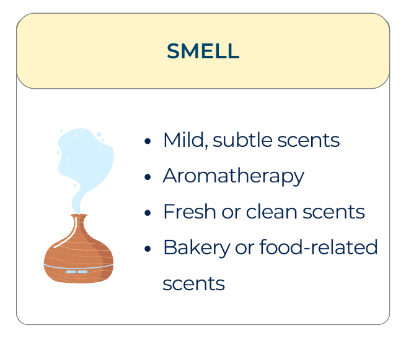 SMELL
• Mild, subtle scents
• Aromatherapy
• Fresh or clean scents
• Bakery or food-related
scents